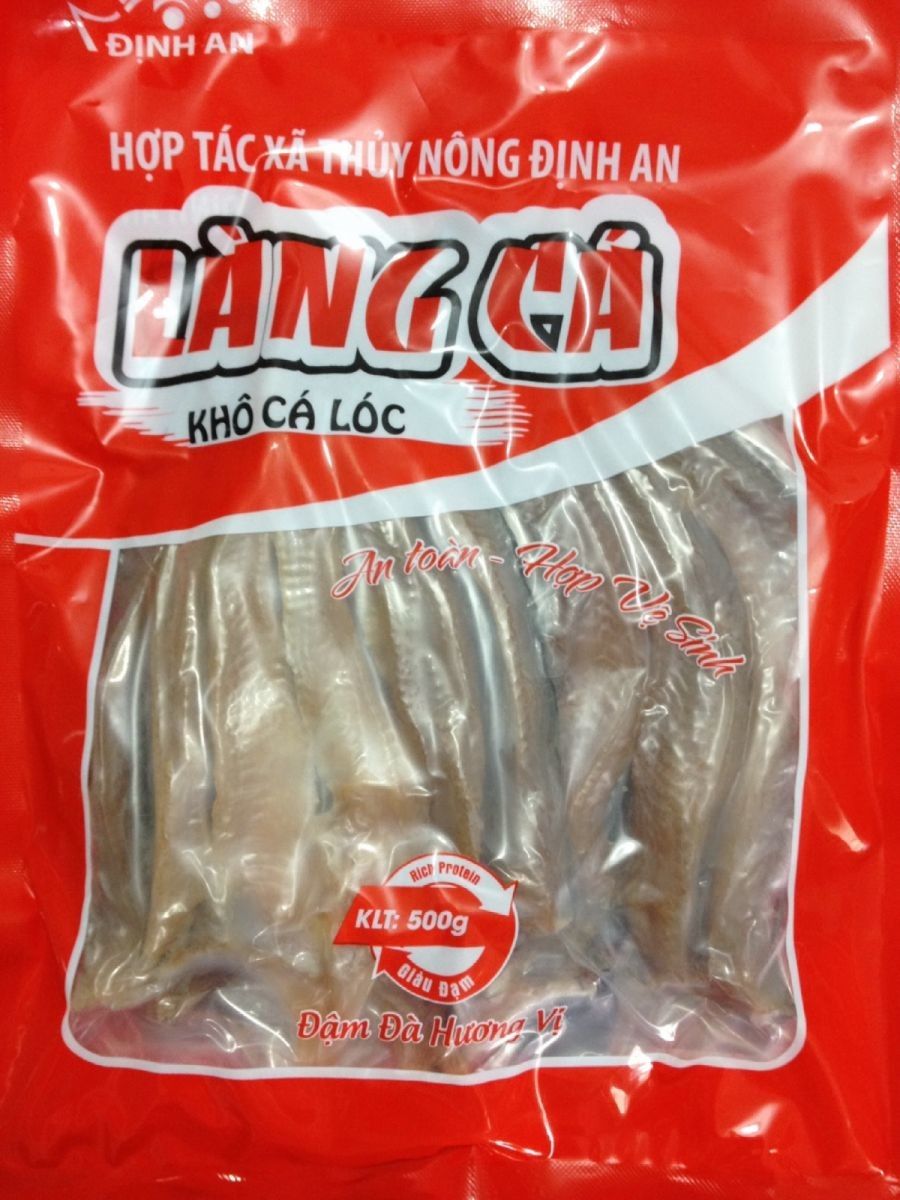 ĐỊNH AN
HỢP TÁC XÃ THỦY NÔNG ĐỊNH AN
LÀNG CÁ
KHÔ CÁ LÓC
An toàn - Hợp Vệ Sinh
Rich Protein
KLT: 500g
Giàu Đạm
Đậm Đà Hương Vị